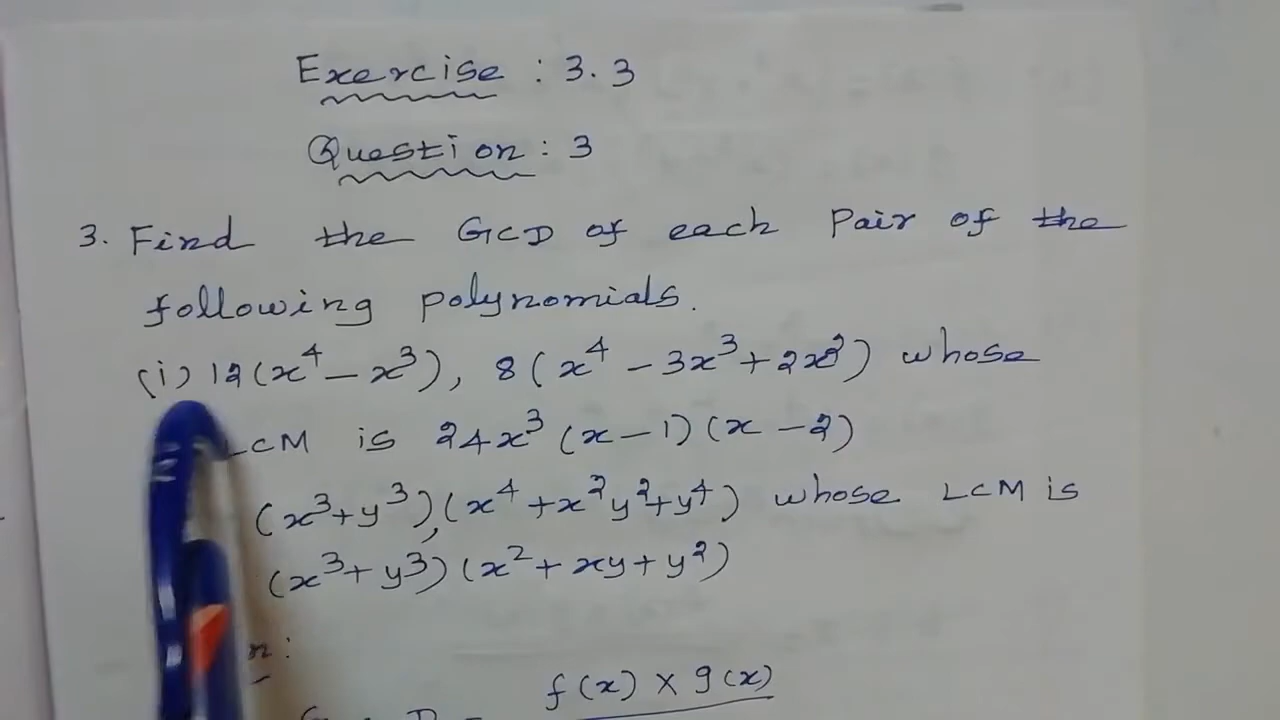 Exercise : 3.3
Question : 3
3. Find the GCD of each Pair of the
following polynomials.
(i) 12(x⁴ - x³), 8(x⁴ - 3x³ + 2x²) whose
LCM is 24x³ (x-1)(x-2)
(x³+y³),(x⁴+x²y²+y⁴) whose LCM is
(x³+y³)(x²+xy+y²)
f(x) × g(x)